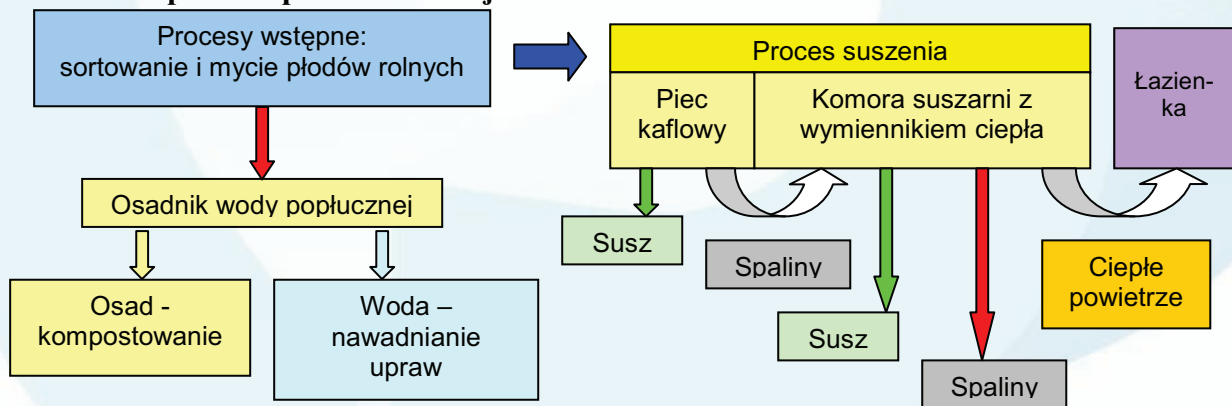 Procesy wstępne:
sortowanie i mycie płodów rolnych
Proces suszenia
Piec
kaflowy
Komora suszarni z
wymiennikiem ciepła
Łazien-
ka
Osadnik wody popłucznej
Susz
Spaliny
Ciepłe
powietrze
Osad -
kompostowanie
Woda –
nawadnianie
upraw
Susz
Spaliny